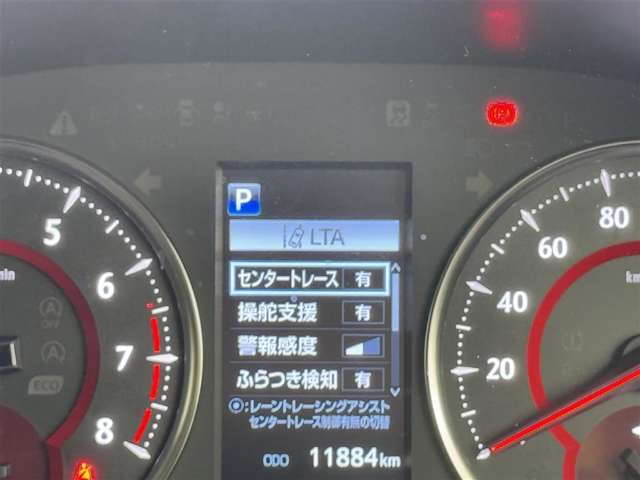 P
LTA
センタートレース 有
操舵支援 有
警報感度
ふらつき検知 有
◎:レーントレーシングアシスト
センタートレース制御有無の切替
ODO 11884km
5
6
7
8
OFF
ECO
80
60
40
20